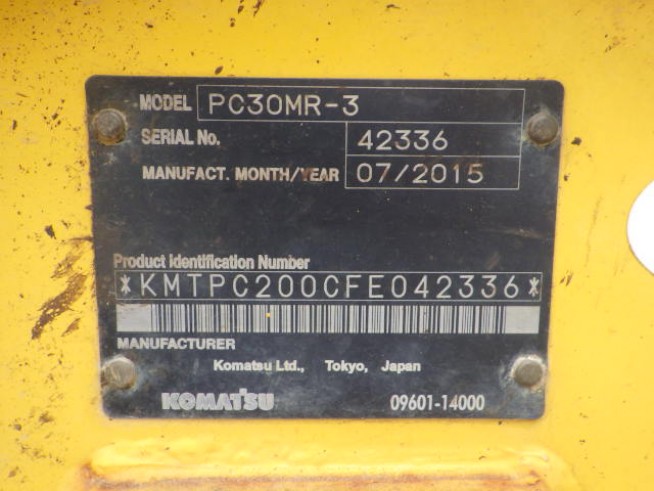 MODEL PC30MR-3
SERIAL No. 42336
MANUFACT. MONTH/YEAR 07/2015
Product Identification Number
*KMTPC200CFE042336*
MANUFACTURER
Komatsu Ltd., Tokyo, Japan
KOMATSU 09601-14000